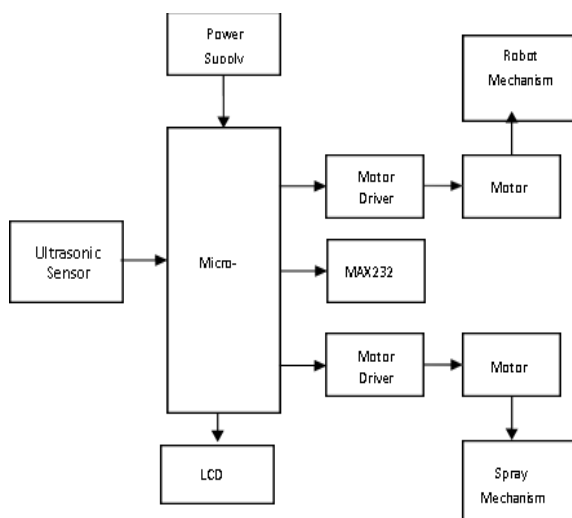 Power
Supply
Robot
Mechanism
Motor
Driver
Motor
Ultrasonic
Sensor
Micro-
MAX232
Motor
Driver
Motor
LCD
Spray
Mechanism